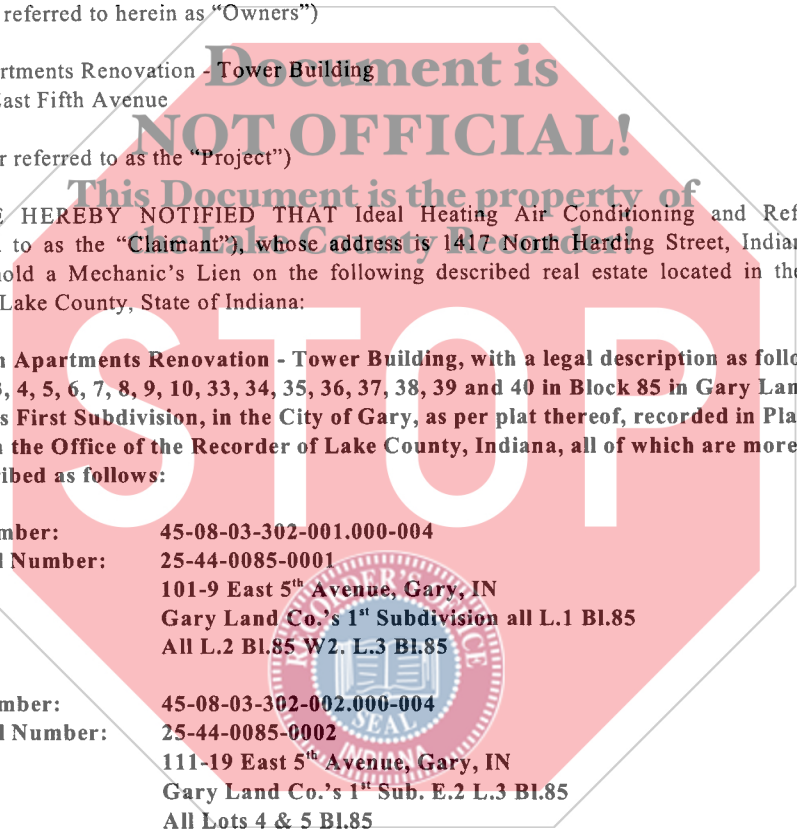 referred to herein as “Owners”)
rtments Renovation - Tower Building
East Fifth Avenue
r referred to as the “Project”)
E HEREBY NOTIFIED THAT Ideal Heating Air Conditioning and Ref
to as the “Claimant”), whose address is 1417 North Harding Street, Indian
hold a Mechanic’s Lien on the following described real estate located in the
Lake County, State of Indiana:
n Apartments Renovation - Tower Building, with a legal description as follo
3, 4, 5, 6, 7, 8, 9, 10, 33, 34, 35, 36, 37, 38, 39 and 40 in Block 85 in Gary Lan
s First Subdivision, in the City of Gary, as per plat thereof, recorded in Pla
n the Office of the Recorder of Lake County, Indiana, all of which are more
ribed as follows:
mber: 45-08-03-302-001.000-004
l Number: 25-44-0085-0001
101-9 East 5th Avenue, Gary, IN
Gary Land Co.’s 1st Subdivision all L.1 Bl.85
All L.2 Bl.85 W2. L.3 Bl.85
mber: 45-08-03-302-002.000-004
l Number: 25-44-0085-0002
111-19 East 5th Avenue, Gary, IN
Gary Land Co.’s 1st Sub. E.2 L.3 Bl.85
All Lots 4 & 5 Bl.85
Document is
NOT OFFICIAL!
This Document is the property of
the Lake County Recorder!
STOP
RECORDER'S OFFICE
SEAL
INDIANA